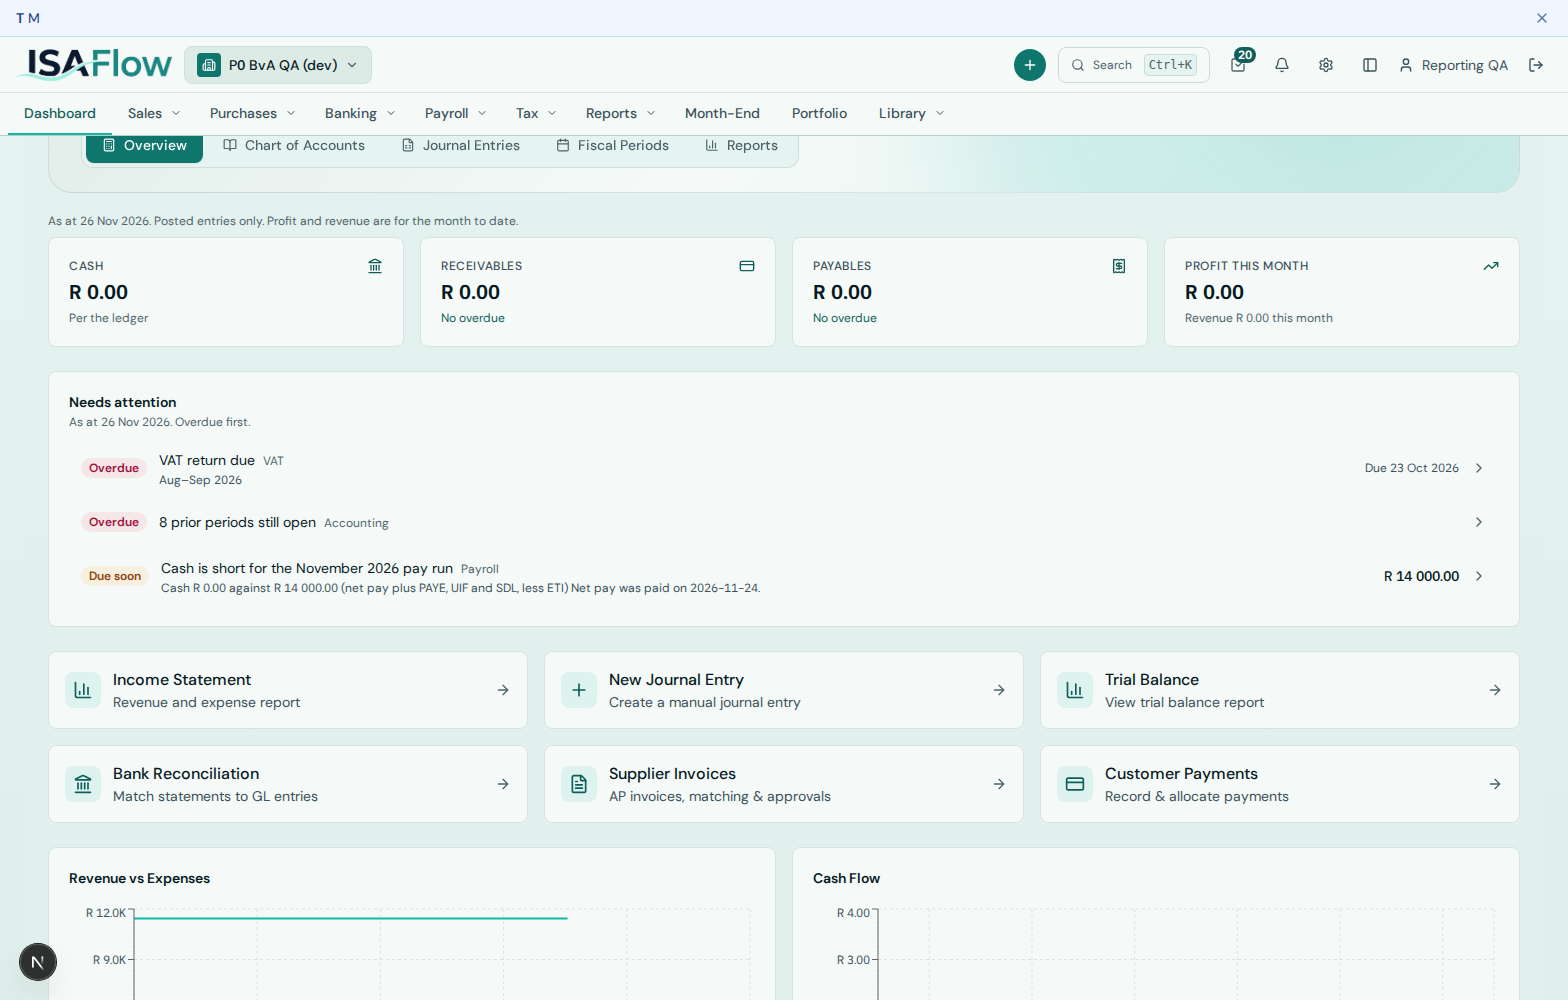 T M
ISAFlow
P0 BvA QA (dev)
Search Ctrl+K
20
Reporting QA
Dashboard Sales Purchases Banking Payroll Tax Reports Month-End Portfolio Library
Overview Chart of Accounts Journal Entries Fiscal Periods Reports
As at 26 Nov 2026. Posted entries only. Profit and revenue are for the month to date.
CASH
R 0.00
Per the ledger
RECEIVABLES
R 0.00
No overdue
PAYABLES
R 0.00
No overdue
PROFIT THIS MONTH
R 0.00
Revenue R 0.00 this month
Needs attention
As at 26 Nov 2026. Overdue first.
Overdue VAT return due VAT Due 23 Oct 2026
Aug–Sep 2026
Overdue 8 prior periods still open Accounting
Due soon Cash is short for the November 2026 pay run Payroll R 14 000.00
Cash R 0.00 against R 14 000.00 (net pay plus PAYE, UIF and SDL, less ETI) Net pay was paid on 2026-11-24.
Income Statement
Revenue and expense report
New Journal Entry
Create a manual journal entry
Trial Balance
View trial balance report
Bank Reconciliation
Match statements to GL entries
Supplier Invoices
AP invoices, matching & approvals
Customer Payments
Record & allocate payments
Revenue vs Expenses
R 12.0K
R 9.0K
Cash Flow
R 4.00
R 3.00
N